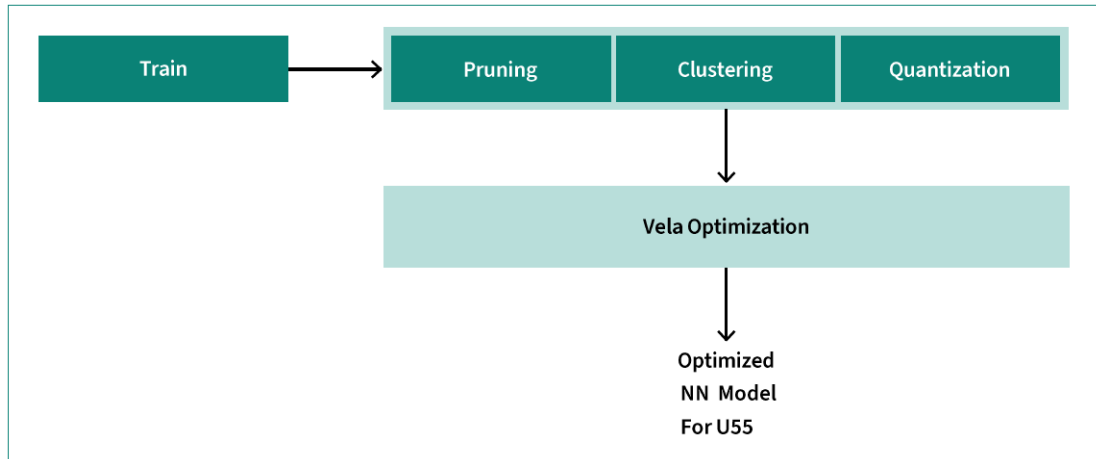 Train
Pruning
Clustering
Quantization
Vela Optimization
Optimized
NN Model
For U55